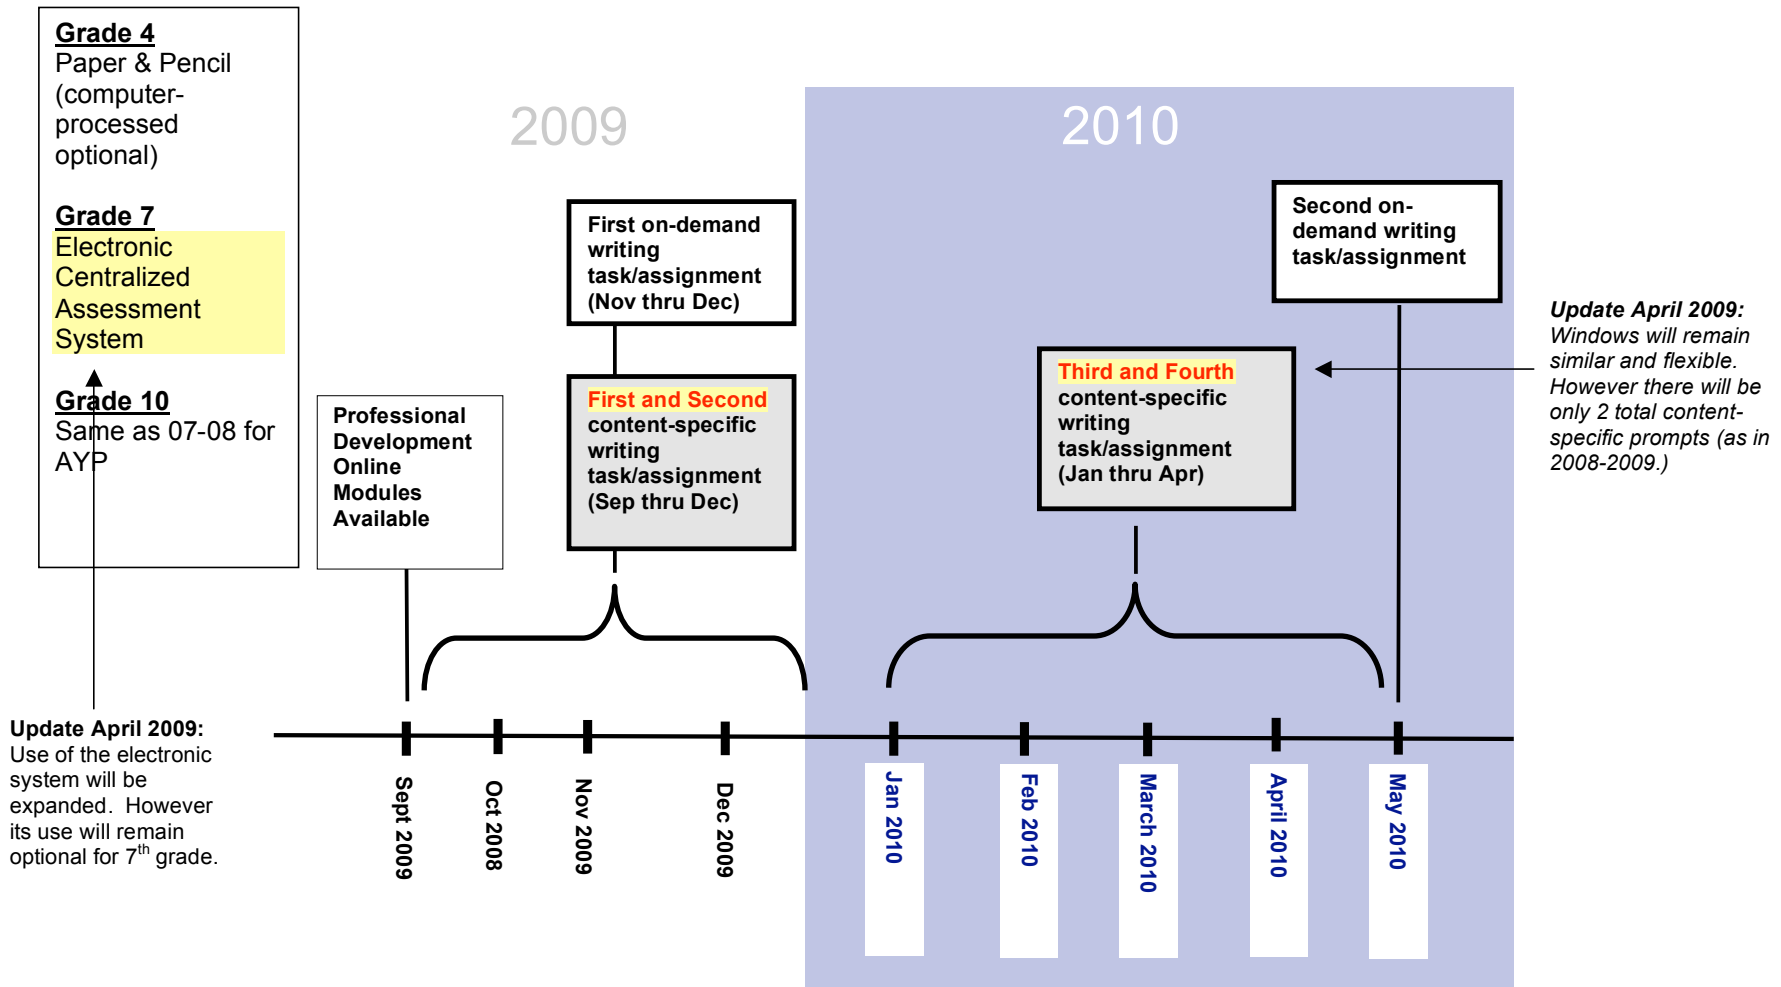 Grade 4
Paper & Pencil
(computer-
processed
optional)
Grade 7
Electronic
Centralized
Assessment
System
Grade 10
Same as 07-08 for
AYP
2009
2010
First on-demand
writing
task/assignment
(Nov thru Dec)
Second on-
demand writing
task/assignment
First and Second
content-specific
writing
task/assignment
(Sep thru Dec)
Third and Fourth
content-specific
writing
task/assignment
(Jan thru Apr)
Update April 2009:
Windows will remain
similar and flexible.
However there will be
only 2 total content-
specific prompts (as in
2008-2009.)
Professional
Development
Online
Modules
Available
Update April 2009:
Use of the electronic
system will be
expanded.  However
its use will remain
optional for 7th grade.
Sept 2009
Oct 2008
Nov 2009
Dec 2009
Jan 2010
Feb 2010
March 2010
April 2010
May 2010